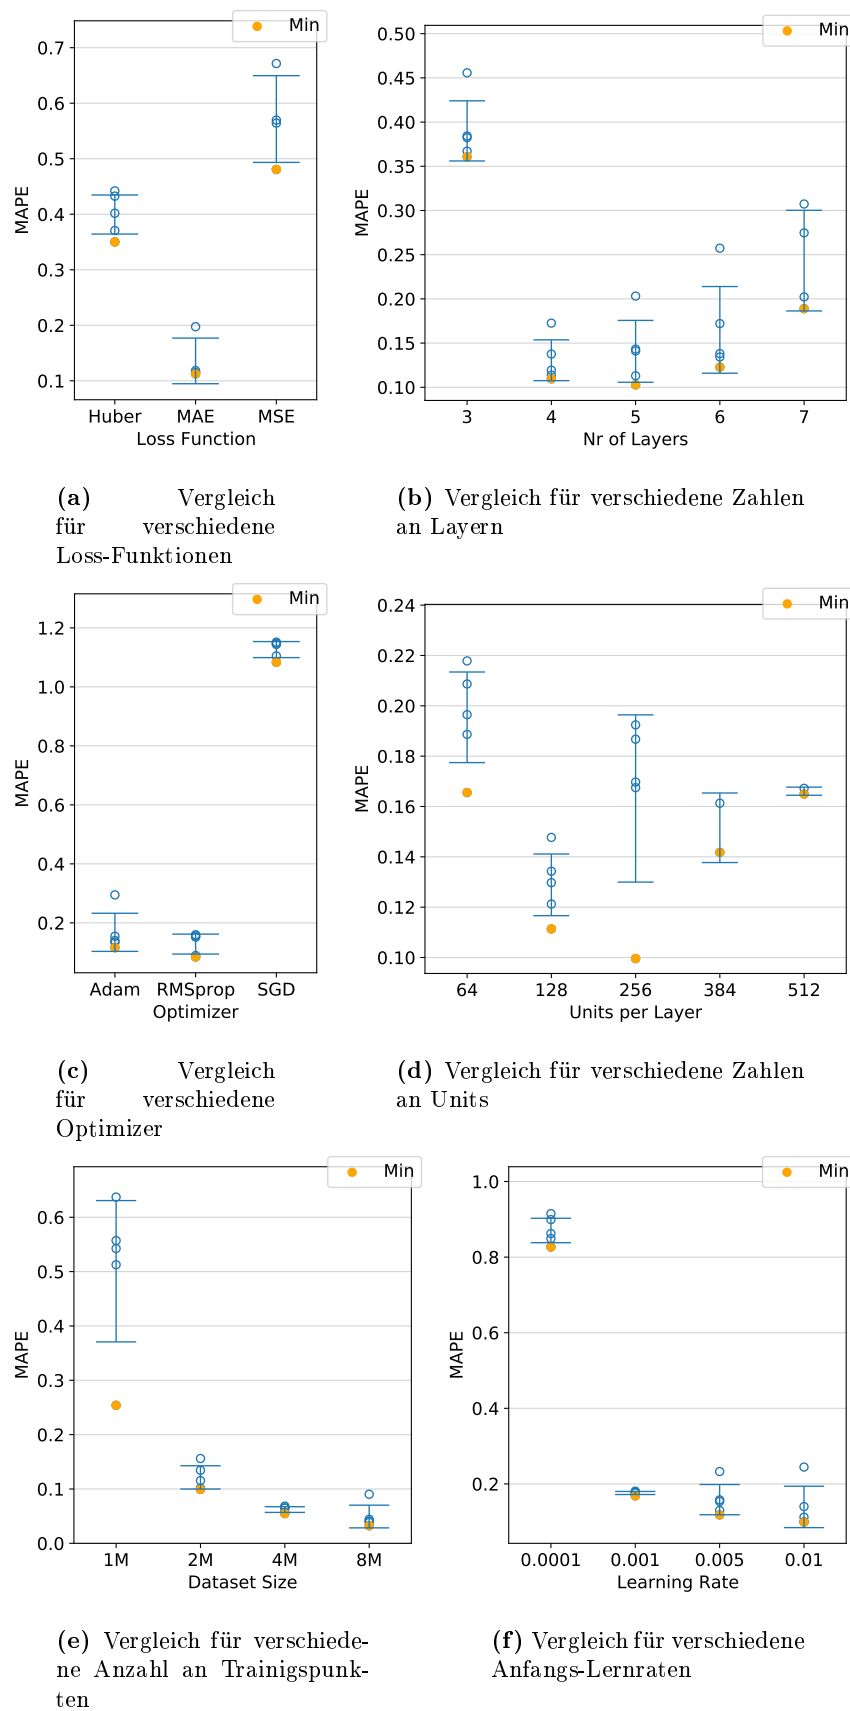 Min
0.7
0.6
0.5
0.4
0.3
0.2
0.1
MAPE
Huber MAE MSE
Loss Function
Min
0.50
0.45
0.40
0.35
0.30
0.25
0.20
0.15
0.10
MAPE
3 4 5 6 7
Nr of Layers
(a) Vergleich
für verschiedene
Loss-Funktionen
(b) Vergleich für verschiedene Zahlen
an Layern
Min
1.2
1.0
0.8
0.6
0.4
0.2
MAPE
Adam RMSprop SGD
Optimizer
Min
0.24
0.22
0.20
0.18
0.16
0.14
0.12
0.10
MAPE
64 128 256 384 512
Units per Layer
(c) Vergleich
für verschiedene
Optimizer
(d) Vergleich für verschiedene Zahlen
an Units
Min
0.6
0.5
0.4
0.3
0.2
0.1
0.0
MAPE
1M 2M 4M 8M
Dataset Size
Min
1.0
0.8
0.6
0.4
0.2
MAPE
0.0001 0.001 0.005 0.01
Learning Rate
(e) Vergleich für verschiede-
ne Anzahl an Trainigspunk-
ten
(f) Vergleich für verschiedene
Anfangs-Lernraten